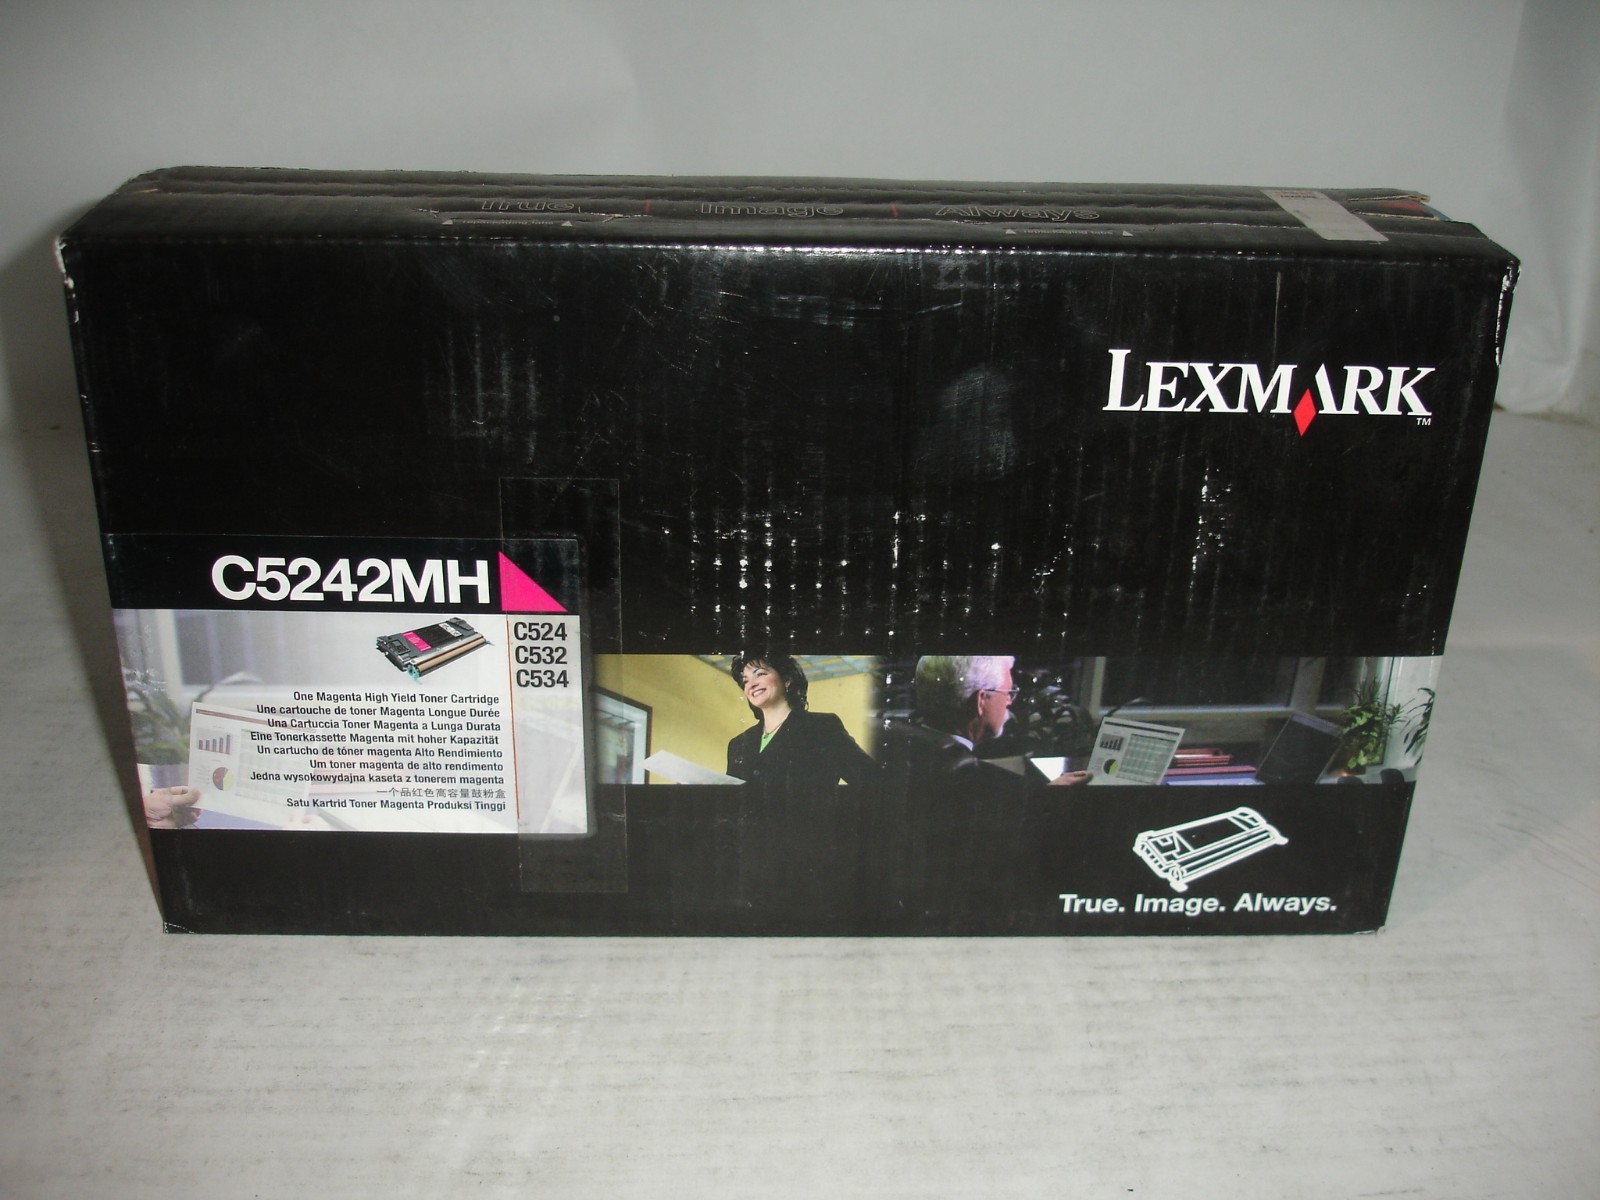 True | Image | Always
LEXMARK
TM
C5242MH
C524
C532
C534
One Magenta High Yield Toner Cartridge
Une cartouche de toner Magenta Longue Durée
Una Cartuccia Toner Magenta a Lunga Durata
Eine Tonerkassette Magenta mit hoher Kapazität
Un cartucho de tóner magenta Alto Rendimiento
Um toner magenta de alto rendimento
Jedna wysokowydajna kaseta z tonerem magenta
一个品红色高容量鼓粉盒
Satu Kartrid Toner Magenta Produksi Tinggi
True. Image. Always.